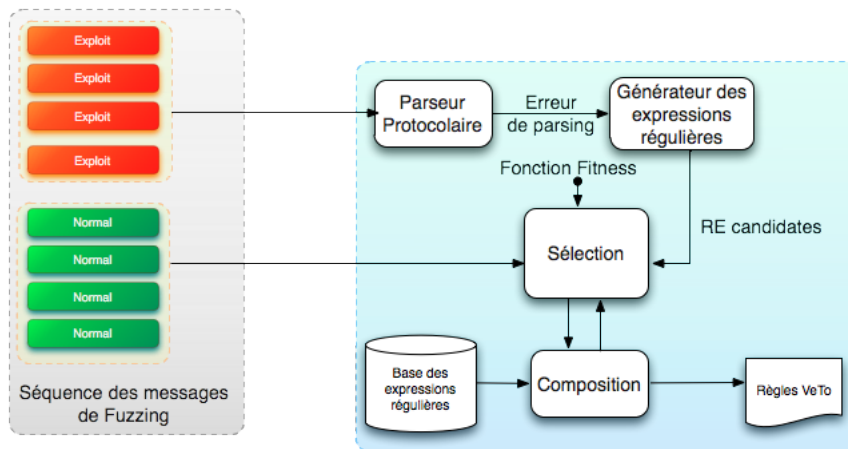 Exploit
Exploit
Exploit
Exploit
Normal
Normal
Normal
Normal
Séquence des messages
de Fuzzing
Parseur
Protocolaire
Erreur
de parsing
Générateur des
expressions
régulières
Fonction Fitness
RE candidates
Sélection
Base des
expressions
régulières
Composition
Règles VeTo